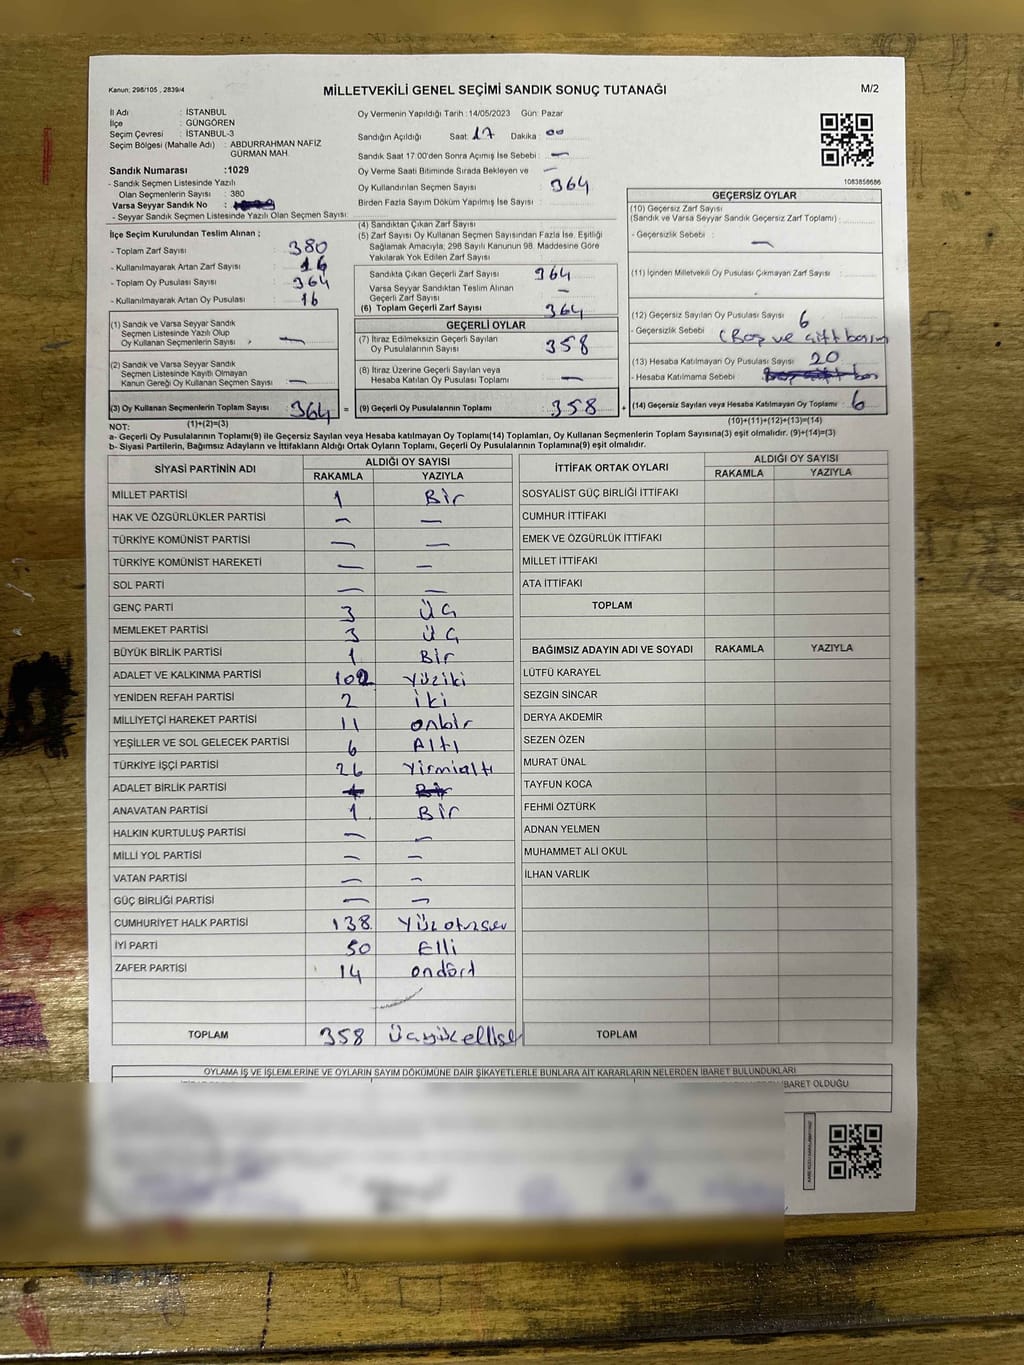 Kanun: 298/105 , 2839/4
MİLLETVEKİLİ GENEL SEÇİMİ SANDIK SONUÇ TUTANAĞI
M/2
İl Adı : İSTANBUL
İlçe : GÜNGÖREN
Seçim Çevresi : İSTANBUL-3
Seçim Bölgesi (Mahalle Adı) : ABDURRAHMAN NAFİZ
GÜRMAN MAH.
Sandık Numarası :1029
- Sandık Seçmen Listesinde Yazılı
Olan Seçmenlerin Sayısı : 380
Varsa Seyyar Sandık No :
- Seyyar Sandık Seçmen Listesinde Yazılı Olan Seçmen Sayısı:
Oy Vermenin Yapıldığı Tarih : 14/05/2023 Gün: Pazar
Sandığın Açıldığı Saat: 17 Dakika : 00
Sandık Saat 17:00'den Sonra Açımış İse Sebebi : —
Oy Verme Saati Bitiminde Sırada Bekleyen ve —
Oy Kullandırılan Seçmen Sayısı 364
Birden Fazla Sayım Döküm Yapılmış İse Sayısı :
1083858686
İlçe Seçim Kurulundan Teslim Alınan ;
- Toplam Zarf Sayısı : 380
- Kullanılmayarak Artan Zarf Sayısı : 16
- Toplam Oy Pusulası : 364
- Kullanılmayarak Artan Oy Pusulası : 16
(1) Sandık ve Varsa Seyyar Sandık
Seçmen Listesinde Yazılı Olup
Oy Kullanan Seçmenlerin Sayısı . —
(2) Sandık ve Varsa Seyyar Sandık
Seçmen Listesinde Kayıtlı Olmayan
Kanun Gereği Oy Kullanan Seçmen Sayısı —
(3) Oy Kullanan Seçmenlerin Toplam Sayısı 364 =
(1)+(2)=(3)
(4) Sandıktan Çıkan Zarf Sayısı
(5) Zarf Sayısı Oy Kullanan Seçmen Sayısından Fazla İse, Eşitliği
Sağlamak Amacıyla; 298 Sayılı Kanunun 98. Maddesine Göre
Yakılarak Yok Edilen Zarf Sayısı
Sandıkta Çıkan Geçerli Zarf Sayısı 364
Varsa Seyyar Sandıktan Teslim Alınan
Geçerli Zarf Sayısı —
(6) Toplam Geçerli Zarf Sayısı 364
GEÇERLİ OYLAR
(7) İtiraz Edilmeksizin Geçerli Sayılan
Oy Pusulalarının Sayısı 358
(8) İtiraz Üzerine Geçerli Sayılan veya
Hesaba Katılan Oy Pusulası Toplamı —
(9) Geçerli Oy Pusulalarının Toplamı 358 +
GEÇERSİZ OYLAR
(10) Geçersiz Zarf Sayısı
(Sandık ve Varsa Seyyar Sandık Geçersiz Zarf Toplamı) :
- Geçersizlik Sebebi : —
(11) İçinden Milletvekili Oy Pusulası Çıkmayan Zarf Sayısı :
(12) Geçersiz Sayılan Oy Pusulası Sayısı 6
- Geçersizlik Sebebi : (Boş ve çift basım
(13) Hesaba Katılmayan Oy Pusulası Sayısı 20
- Hesaba Katılmama Sebebi :
(14) Geçersiz Sayılan veya Hesaba Katılmayan Oy Toplamı : 6
(10)+(11)+(12)+(13)=(14)
NOT:
a- Geçerli Oy Pusulalarının Toplamı(9) ile Geçersiz Sayılan veya Hesaba katılmayan Oy Toplamı(14) Toplamları, Oy Kullanan Seçmenlerin Toplam Sayısına(3) eşit olmalıdır. (9)+(14)=(3)
b- Siyasi Partilerin, Bağımsız Adayların ve İttifakların Aldığı Ortak Oyların Toplamı, Geçerli Oy Pusulalarının Toplamına(9) eşit olmalıdır.
SİYASİ PARTİNİN ADI
ALDIĞI OY SAYISI
RAKAMLA YAZIYLA
MİLLET PARTİSİ 1 Bir
HAK VE ÖZGÜRLÜKLER PARTİSİ — —
TÜRKİYE KOMÜNİST PARTİSİ — —
TÜRKİYE KOMÜNİST HAREKETİ — —
SOL PARTİ — —
GENÇ PARTİ 3 Üç
MEMLEKET PARTİSİ 3 Üç
BÜYÜK BİRLİK PARTİSİ 1 Bir
ADALET VE KALKINMA PARTİSİ 102 Yüziki
YENİDEN REFAH PARTİSİ 2 İki
MİLLİYETÇİ HAREKET PARTİSİ 11 onbir
YEŞİLLER VE SOL GELECEK PARTİSİ 6 Altı
TÜRKİYE İŞÇİ PARTİSİ 26 Yirmialtı
ADALET BİRLİK PARTİSİ 1 Bir
ANAVATAN PARTİSİ 1 Bir
HALKIN KURTULUŞ PARTİSİ — —
MİLLİ YOL PARTİSİ — —
VATAN PARTİSİ — —
GÜÇ BİRLİĞİ PARTİSİ — —
CUMHURİYET HALK PARTİSİ 138 Yüzotuzsek
İYİ PARTİ 50 Elli
ZAFER PARTİSİ 14 ondört
TOPLAM 358 Üçyüzellisek
İTTİFAK ORTAK OYLARI
ALDIĞI OY SAYISI
RAKAMLA YAZIYLA
SOSYALİST GÜÇ BİRLİĞİ İTTİFAKI
CUMHUR İTTİFAKI
EMEK VE ÖZGÜRLÜK İTTİFAKI
MİLLET İTTİFAKI
ATA İTTİFAKI
TOPLAM
BAĞIMSIZ ADAYIN ADI VE SOYADI RAKAMLA YAZIYLA
LÜTFÜ KARAYEL
SEZGİN SİNCAR
DERYA AKDEMİR
SEZEN ÖZEN
MURAT ÜNAL
TAYFUN KOCA
FEHMİ ÖZTÜRK
ADNAN YELMEN
MUHAMMET ALİ OKUL
İLHAN VARLIK
TOPLAM
OYLAMA İŞ VE İŞLEMLERİNE VE OYLARIN SAYIM DÖKÜMÜNE DAİR ŞİKAYETLERLE BUNLARA AİT KARARLARIN NELERDEN İBARET BULUNDUKLARI
İBARET OLDUĞU